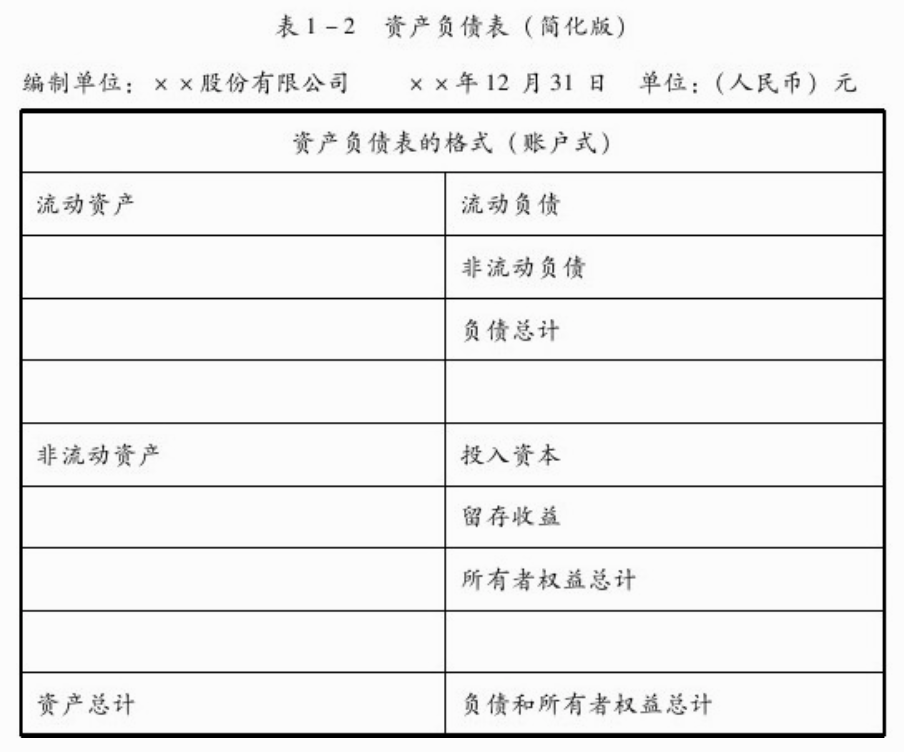 表1-2 资产负债表（简化版）
编制单位：××股份有限公司 ××年12月31日 单位：（人民币）元
资产负债表的格式（账户式）
流动资产 流动负债
非流动负债
负债总计
非流动资产 投入资本
留存收益
所有者权益总计
资产总计 负债和所有者权益总计